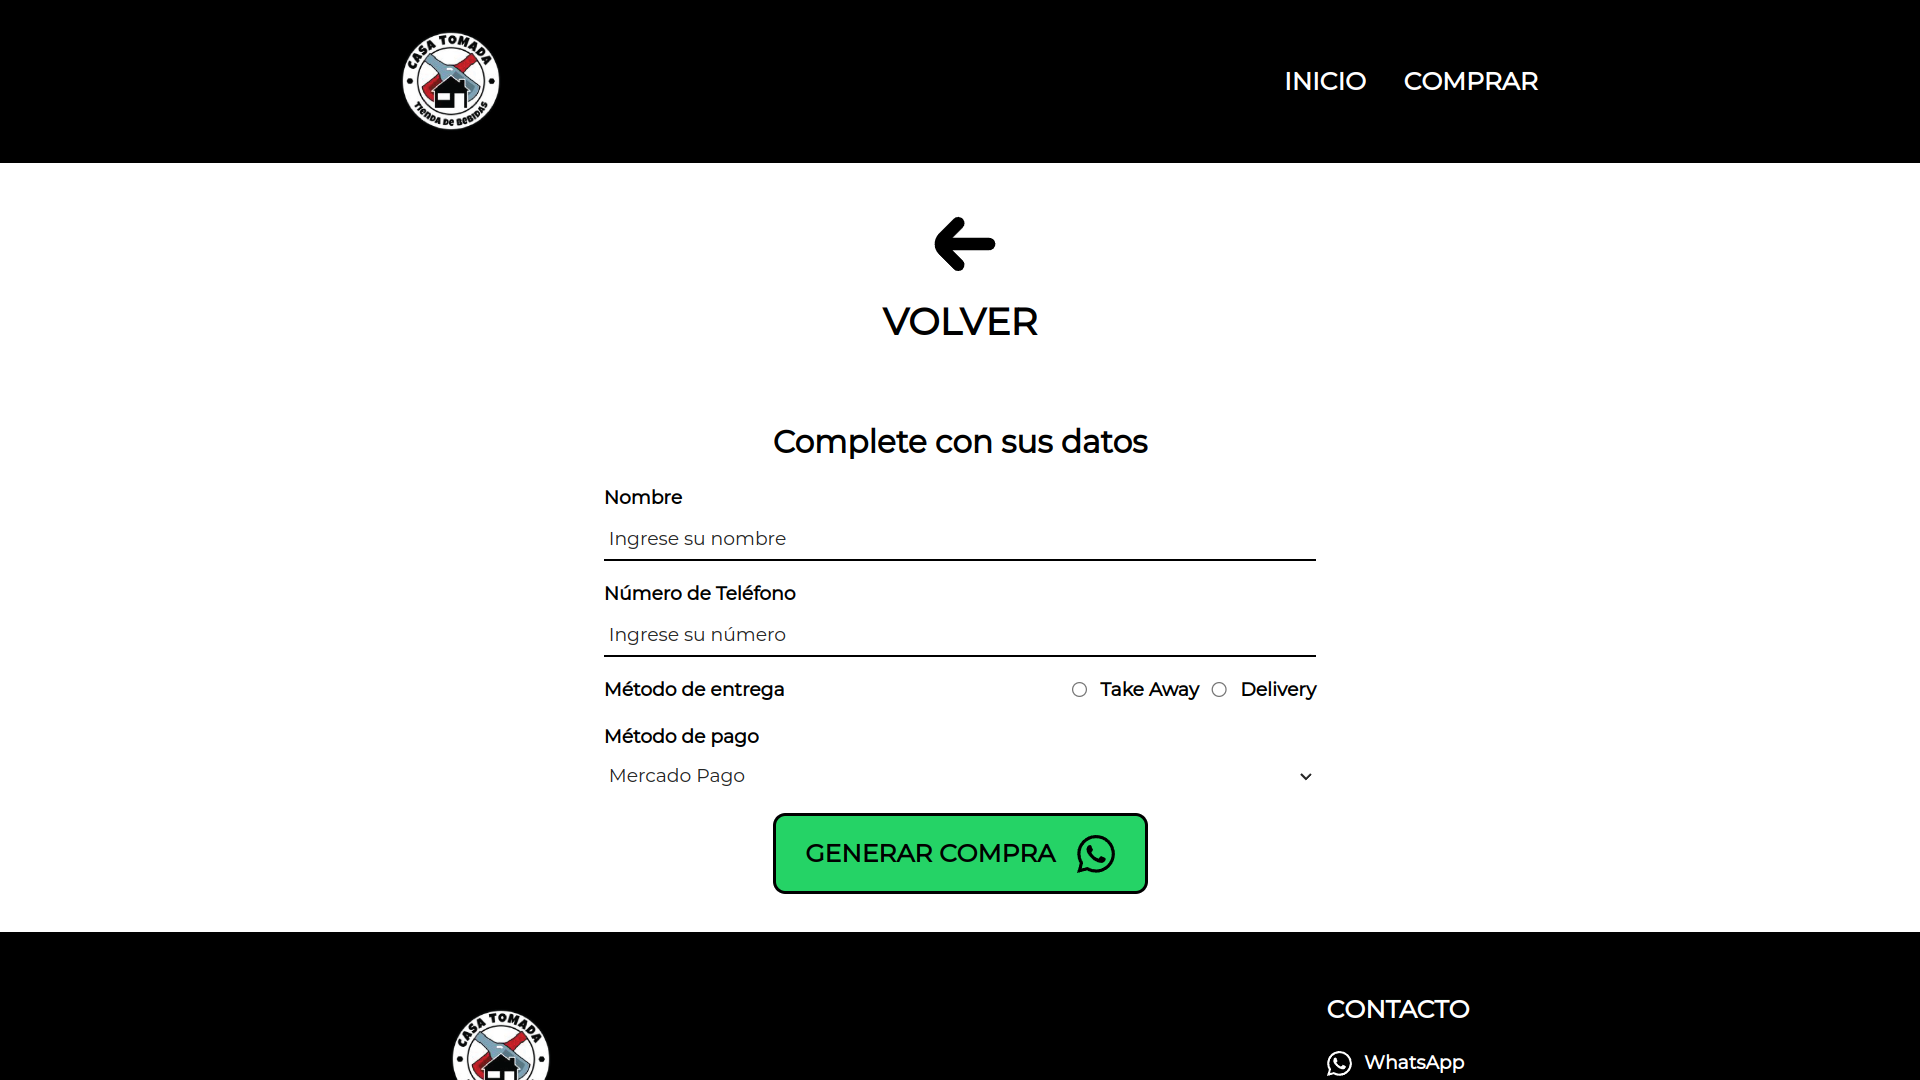 CASA TOMADA
TIENDA DE BEBIDAS
INICIO
COMPRAR
VOLVER
Complete con sus datos
Nombre
Ingrese su nombre
Número de Teléfono
Ingrese su número
Método de entrega
Take Away
Delivery
Método de pago
Mercado Pago
GENERAR COMPRA
CASA TOMADA
CONTACTO
WhatsApp